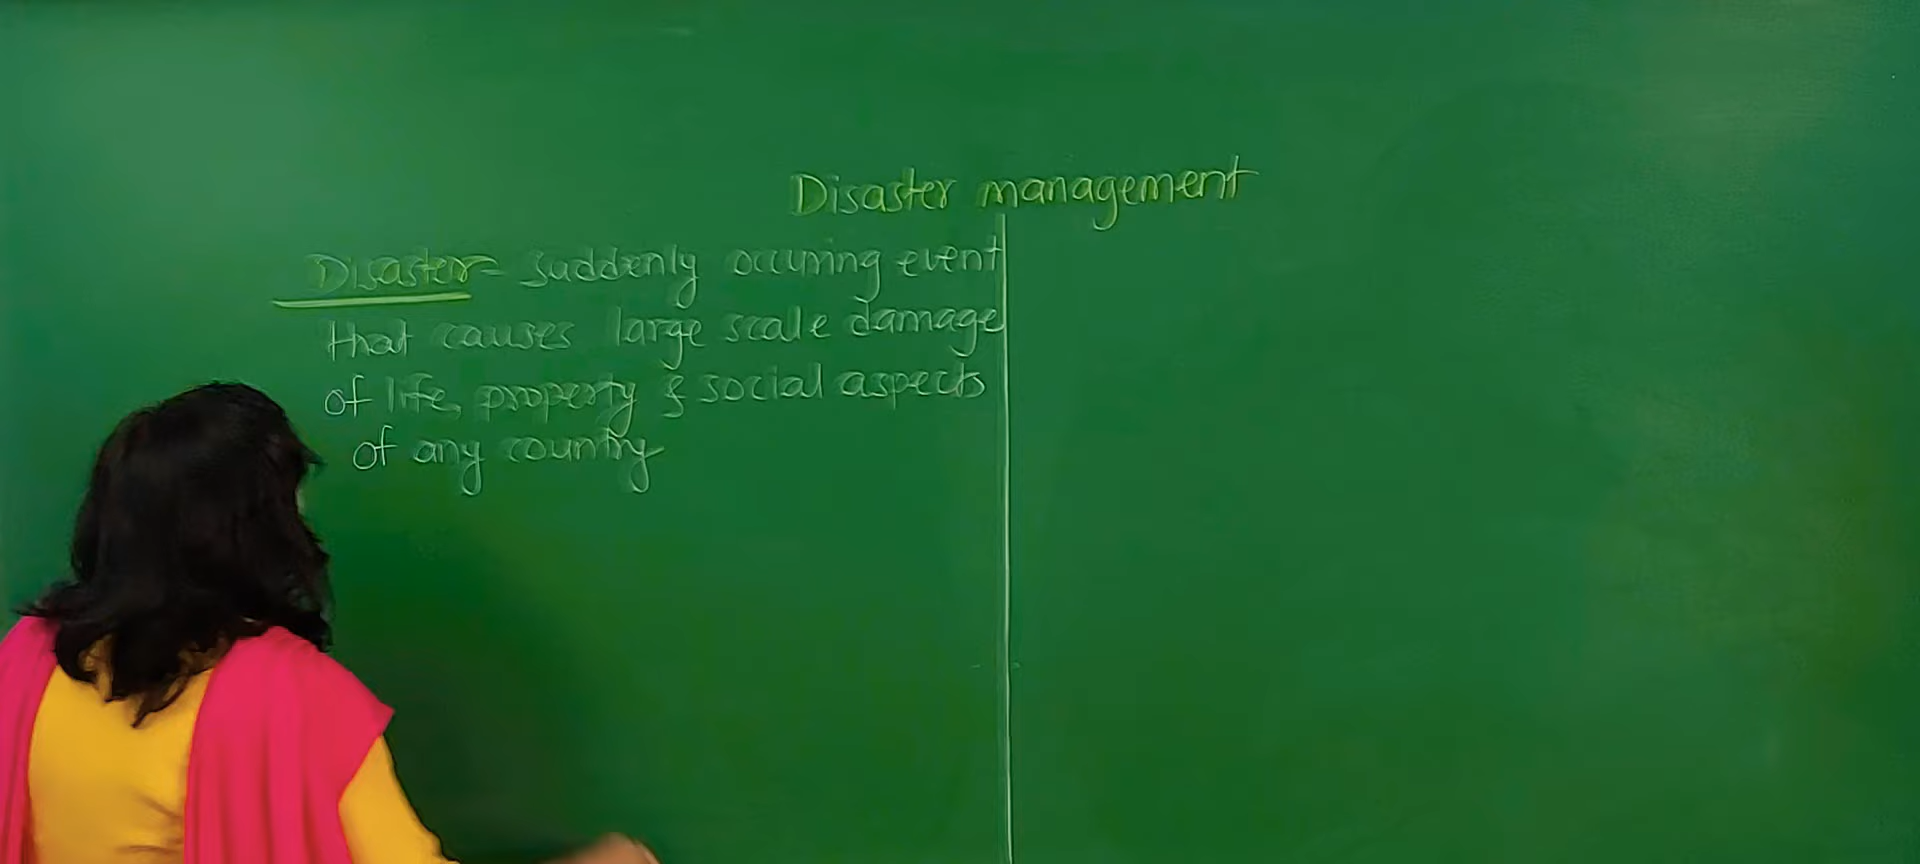 Disaster management
Disaster- suddenly occuring event
that causes large scale damage
of life, property & social aspects
of any country